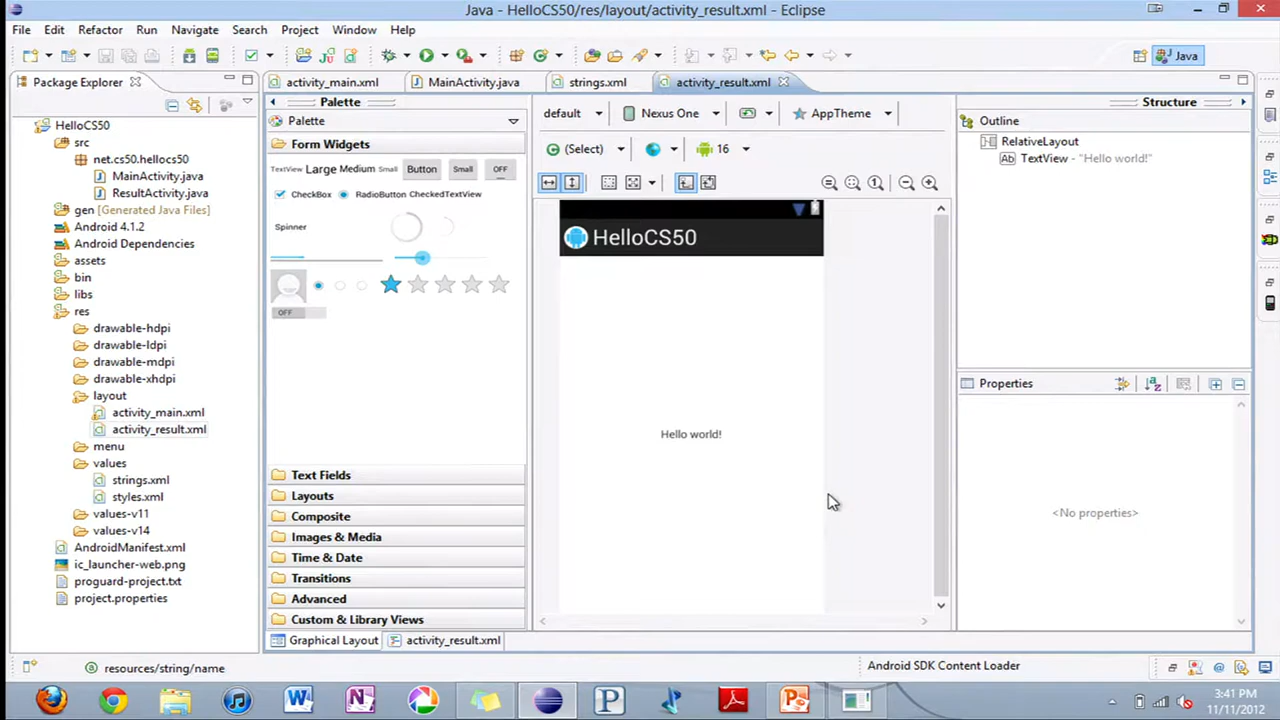 Java - HelloCS50/res/layout/activity_result.xml - Eclipse
File Edit Refactor Run Navigate Search Project Window Help
Java
Package Explorer
activity_main.xml
MainActivity.java
strings.xml
activity_result.xml
HelloCS50
src
net.cs50.hellocs50
MainActivity.java
ResultActivity.java
gen [Generated Java Files]
Android 4.1.2
Android Dependencies
assets
bin
libs
res
drawable-hdpi
drawable-ldpi
drawable-mdpi
drawable-xhdpi
layout
activity_main.xml
activity_result.xml
menu
values
strings.xml
styles.xml
values-v11
values-v14
AndroidManifest.xml
ic_launcher-web.png
proguard-project.txt
project.properties
Palette
Palette
Form Widgets
TextView Large Medium Small Button Small OFF
CheckBox RadioButton CheckedTextView
Spinner
OFF
Text Fields
Layouts
Composite
Images & Media
Time & Date
Transitions
Advanced
Custom & Library Views
Graphical Layout activity_result.xml
default Nexus One AppTheme
(Select) 16
HelloCS50
Hello world!
Structure
Outline
RelativeLayout
Ab TextView - "Hello world!"
Properties
<No properties>
resources/string/name
Android SDK Content Loader
3:41 PM
11/11/2012